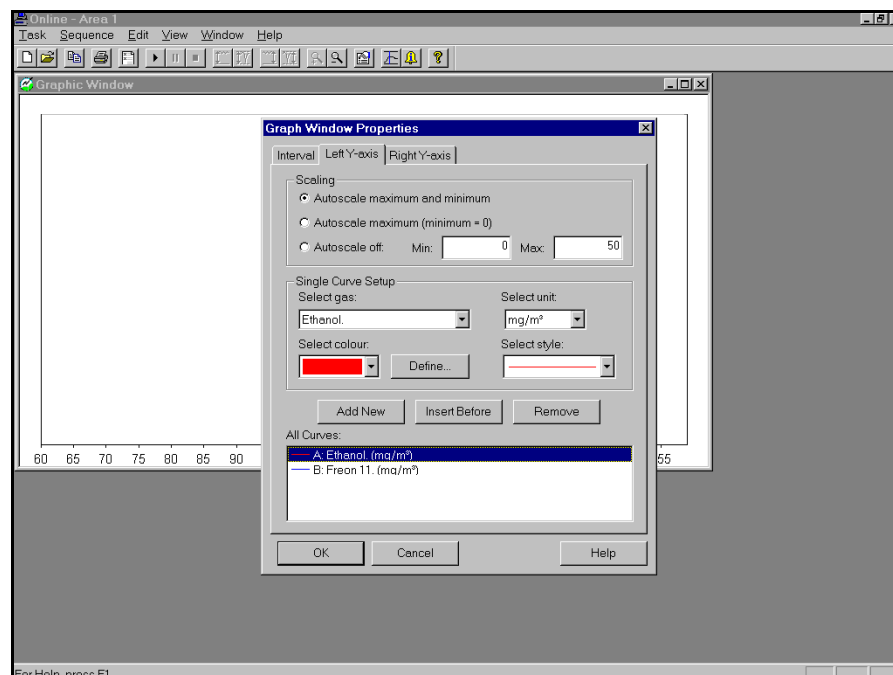 Online - Area 1
Task Sequence Edit View Window Help
Graphic Window
Graph Window Properties
Interval Left Y-axis Right Y-axis
Scaling
Autoscale maximum and minimum
Autoscale maximum (minimum = 0)
Autoscale off: Min: 0 Max: 50
Single Curve Setup
Select gas: Select unit:
Ethanol. mg/m³
Select colour: Select style:
Define...
Add New Insert Before Remove
All Curves:
A: Ethanol. (mg/m³)
B: Freon 11. (mg/m³)
60 65 70 75 80 85 90 55
OK Cancel Help
For Help, press F1